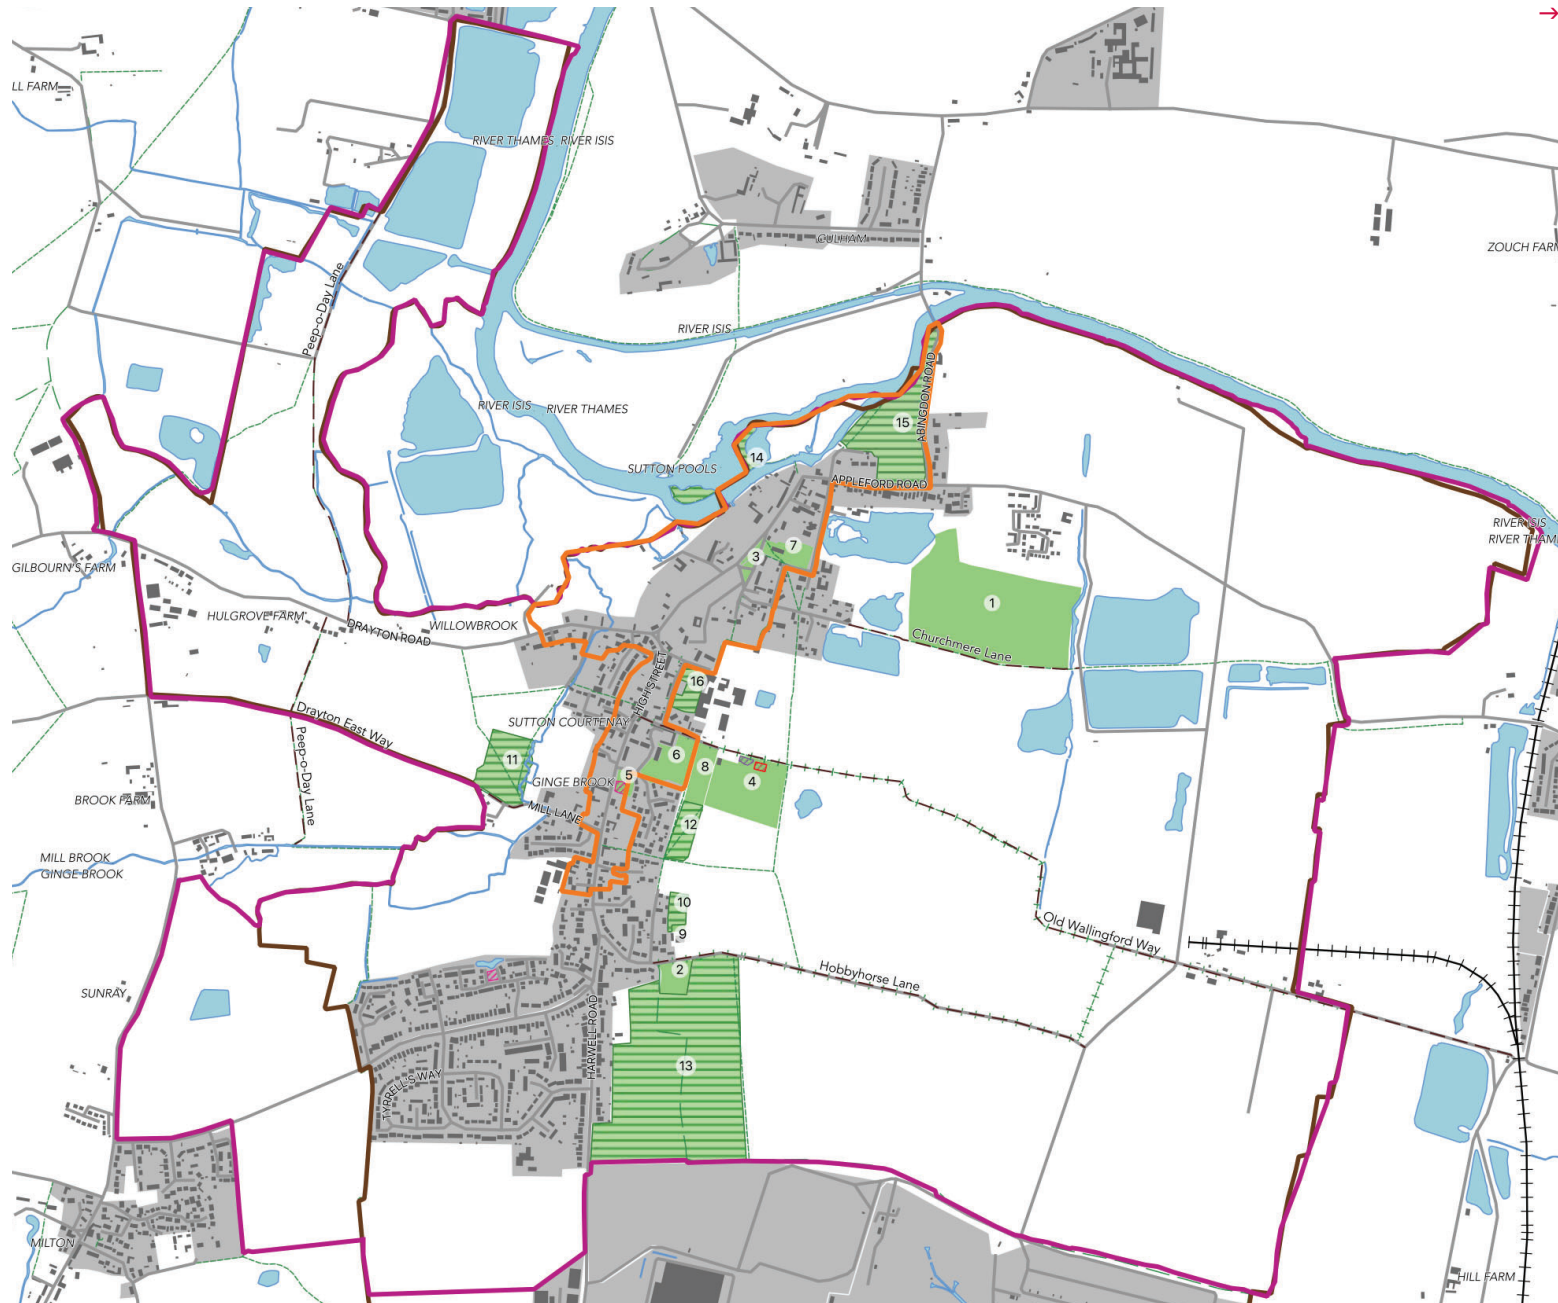 →
LL FARM
RIVER THAMES RIVER ISIS
CULHAM
ZOUCH FARM
Peep-o-Day Lane
RIVER ISIS
ABINGDON ROAD
RIVER ISIS RIVER THAMES
15
14
SUTTON POOLS
APPLEFORD ROAD
RIVER ISIS
RIVER THAM
7
3
GILBOURN'S FARM
1
HULGROVE FARM
DRAYTON ROAD
WILLOWBROOK
Churchmere Lane
HIGH STREET
16
Drayton East Way
SUTTON COURTENAY
Peep-o-Day Lane
11
6
8
5
4
GINGE BROOK
BROOK FARM
MILL LANE
12
MILL BROOK
GINGE BROOK
10
9
Old Wallingford Way
2
Hobbyhorse Lane
SUNRAY
HARWELL ROAD
13
TYRRELL'S WAY
MILTON
HILL FARM